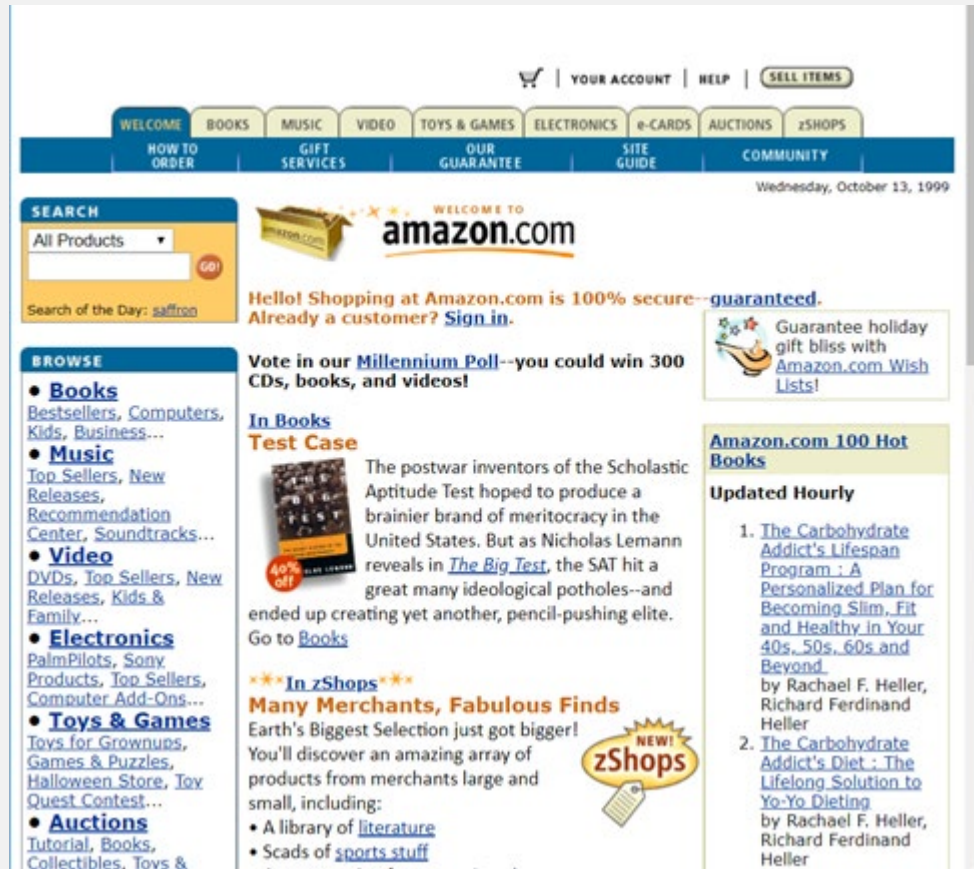 YOUR ACCOUNT | HELP | SELL ITEMS
WELCOME BOOKS MUSIC VIDEO TOYS & GAMES ELECTRONICS e-CARDS AUCTIONS zSHOPS
HOW TO ORDER | GIFT SERVICES | OUR GUARANTEE | SITE GUIDE | COMMUNITY
Wednesday, October 13, 1999
SEARCH
All Products
GO!
Search of the Day: saffron
BROWSE
• Books
Bestsellers, Computers,
Kids, Business...
• Music
Top Sellers, New
Releases,
Recommendation
Center, Soundtracks...
• Video
DVDs, Top Sellers, New
Releases, Kids &
Family...
• Electronics
PalmPilots, Sony
Products, Top Sellers,
Computer Add-Ons...
• Toys & Games
Toys for Grownups,
Games & Puzzles,
Halloween Store, Toy
Quest Contest...
• Auctions
Tutorial, Books,
Collectibles, Toys &
amazon.com
WELCOME TO
amazon.com
Hello! Shopping at Amazon.com is 100% secure--guaranteed.
Already a customer? Sign in.
Vote in our Millennium Poll--you could win 300
CDs, books, and videos!
In Books
Test Case
BIG
TEST
40%
off
LEMANN
The postwar inventors of the Scholastic
Aptitude Test hoped to produce a
brainier brand of meritocracy in the
United States. But as Nicholas Lemann
reveals in The Big Test, the SAT hit a
great many ideological potholes--and
ended up creating yet another, pencil-pushing elite.
Go to Books
In zShops
Many Merchants, Fabulous Finds
Earth's Biggest Selection just got bigger!
You'll discover an amazing array of
products from merchants large and
small, including:
• A library of literature
• Scads of sports stuff
NEW!
zShops
Guarantee holiday
gift bliss with
Amazon.com Wish
Lists!
Amazon.com 100 Hot
Books
Updated Hourly
1. The Carbohydrate
Addict's Lifespan
Program : A
Personalized Plan for
Becoming Slim, Fit
and Healthy in Your
40s, 50s, 60s and
Beyond
by Rachael F. Heller,
Richard Ferdinand
Heller
2. The Carbohydrate
Addict's Diet : The
Lifelong Solution to
Yo-Yo Dieting
by Rachael F. Heller,
Richard Ferdinand
Heller